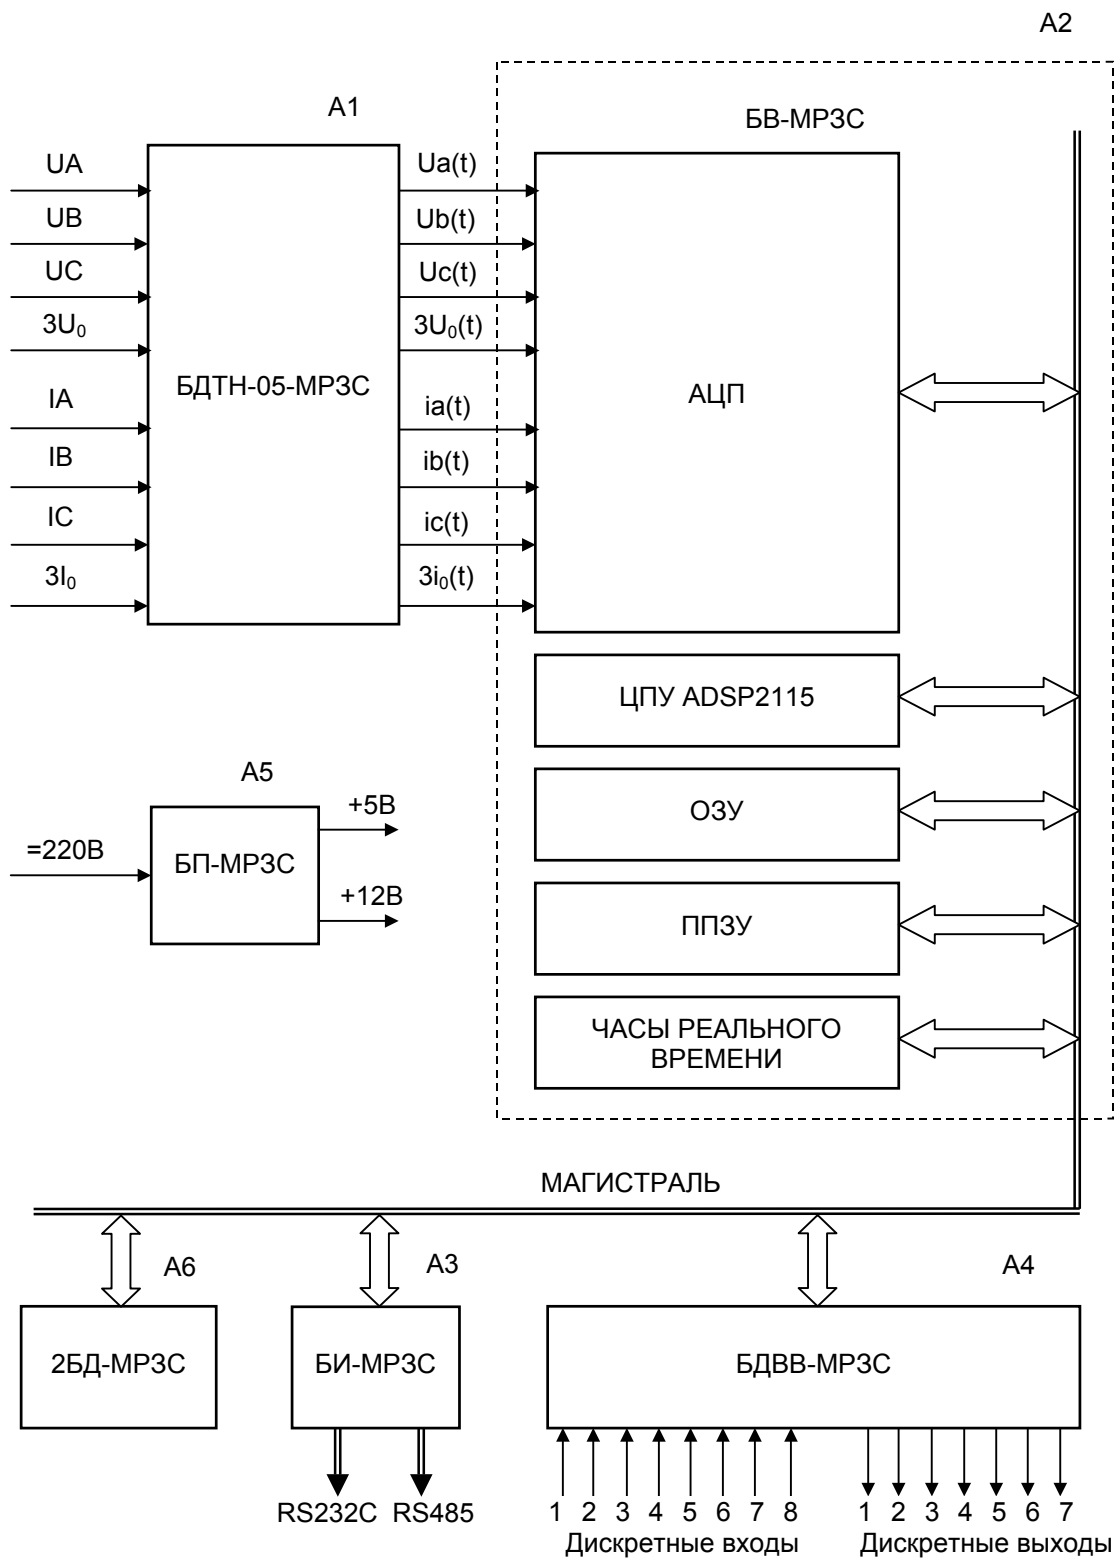 A2
A1
БВ-МРЗС
UA
UB
UC
3U₀
IA
IB
IC
3I₀
БДТН-05-МРЗС
Ua(t)
Ub(t)
Uc(t)
3U₀(t)
ia(t)
ib(t)
ic(t)
3i₀(t)
АЦП
ЦПУ ADSP2115
ОЗУ
ППЗУ
ЧАСЫ РЕАЛЬНОГО
ВРЕМЕНИ
A5
=220В
БП-МРЗС
+5В
+12В
МАГИСТРАЛЬ
A6
A3
A4
2БД-МРЗС
БИ-МРЗС
БДВВ-МРЗС
RS232C RS485
1 2 3 4 5 6 7 8
Дискретные входы
1 2 3 4 5 6 7
Дискретные выходы